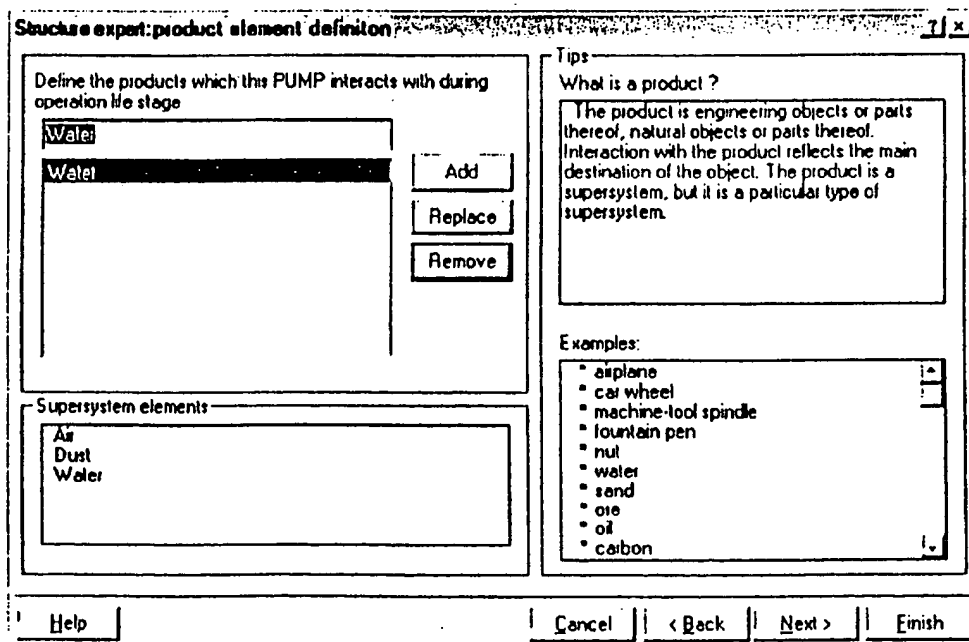 Structure expert:product element definiton
? x
Define the products which this PUMP interacts with during
operation life stage
Water
Water
Add
Replace
Remove
Supersystem elements
Air
Dust
Water
Tips
What is a product ?
The product is engineering objects or parts
thereof, natural objects or parts thereof.
Interaction with the product reflects the main
destination of the object. The product is a
supersystem, but it is a particular type of
supersystem.
Examples:
* airplane
* car wheel
* machine-tool spindle
* fountain pen
* nut
* water
* sand
* ore
* oil
* carbon
Help
Cancel
< Back
Next >
Finish